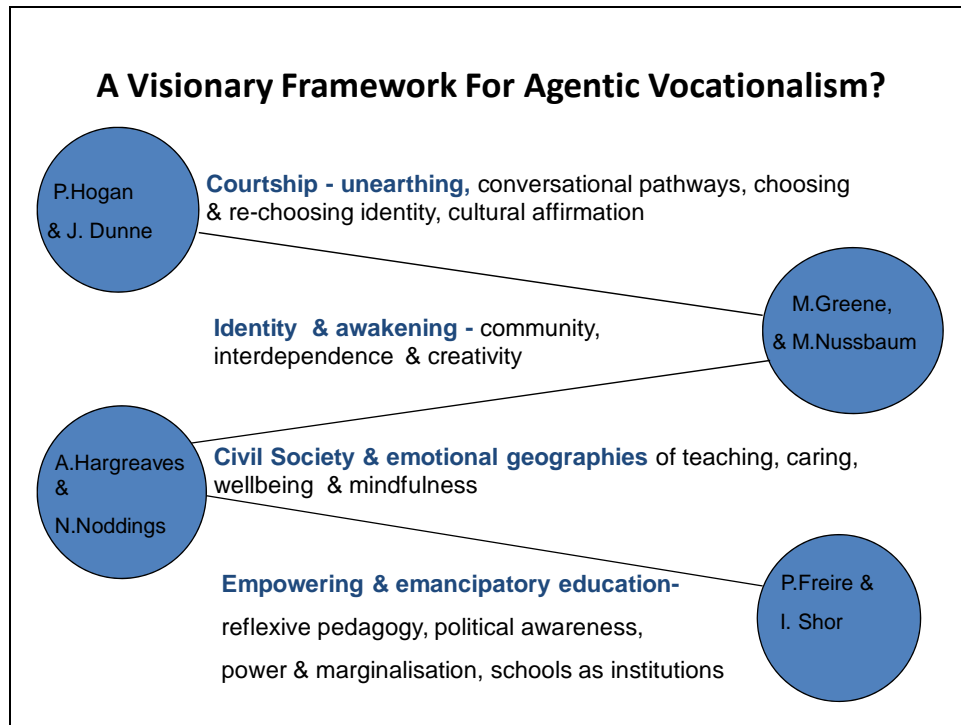 A Visionary Framework For Agentic Vocationalism?
P.Hogan
& J. Dunne
Courtship - unearthing, conversational pathways, choosing
& re-choosing identity, cultural affirmation
M.Greene,
& M.Nussbaum
Identity & awakening - community,
interdependence & creativity
A.Hargreaves
&
N.Noddings
Civil Society & emotional geographies of teaching, caring,
wellbeing & mindfulness
Empowering & emancipatory education-
reflexive pedagogy, political awareness,
power & marginalisation, schools as institutions
P.Freire &
I. Shor